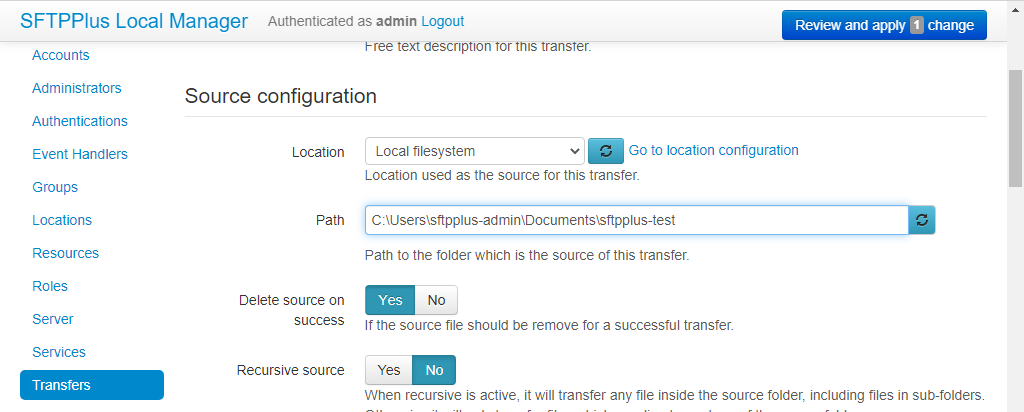 SFTPPlus Local Manager Authenticated as admin Logout
Review and apply 1 change
Free text description for this transfer.
Accounts
Administrators
Authentications
Event Handlers
Groups
Locations
Resources
Roles
Server
Services
Transfers
Source configuration
Location Local filesystem Go to location configuration
Location used as the source for this transfer.
Path C:\Users\sftpplus-admin\Documents\sftpplus-test
Path to the folder which is the source of this transfer.
Delete source on success Yes No
If the source file should be remove for a successful transfer.
Recursive source Yes No
When recursive is active, it will transfer any file inside the source folder, including files in sub-folders.